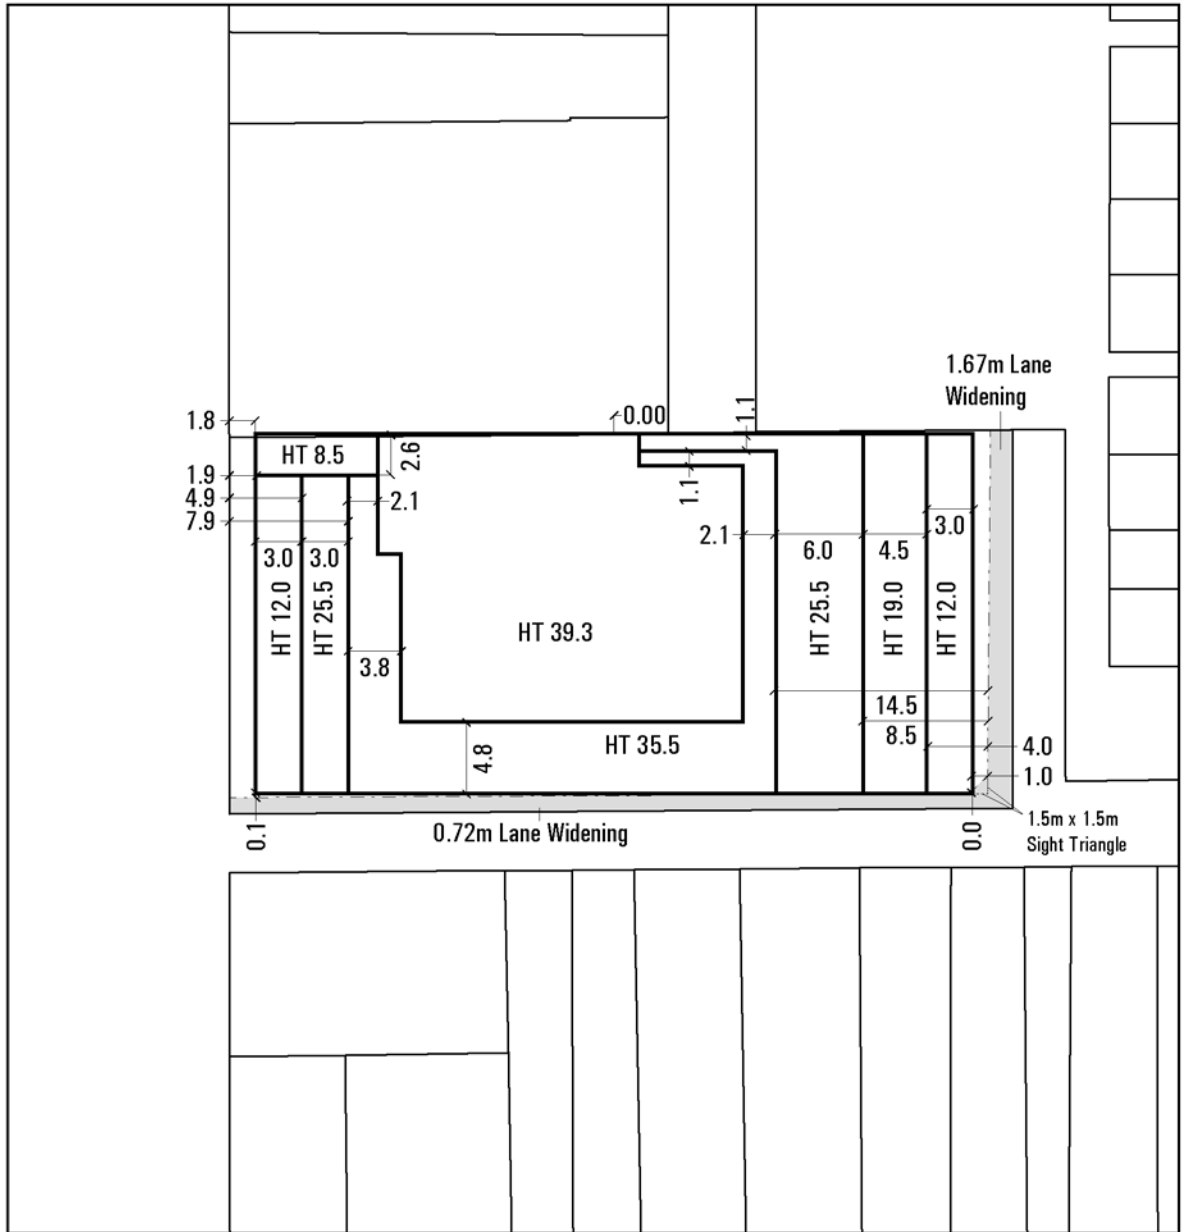 1.67m Lane
Widening
1.8
0.00
1.1
HT 8.5
2.6
1.9
4.9
7.9
2.1
1.1
3.0
2.1
3.0
3.0
6.0
4.5
HT 12.0
HT 25.5
HT 39.3
HT 25.5
HT 19.0
HT 12.0
3.8
14.5
8.5
4.0
1.0
4.8
HT 35.5
0.1
0.72m Lane Widening
0.0
1.5m x 1.5m
Sight Triangle